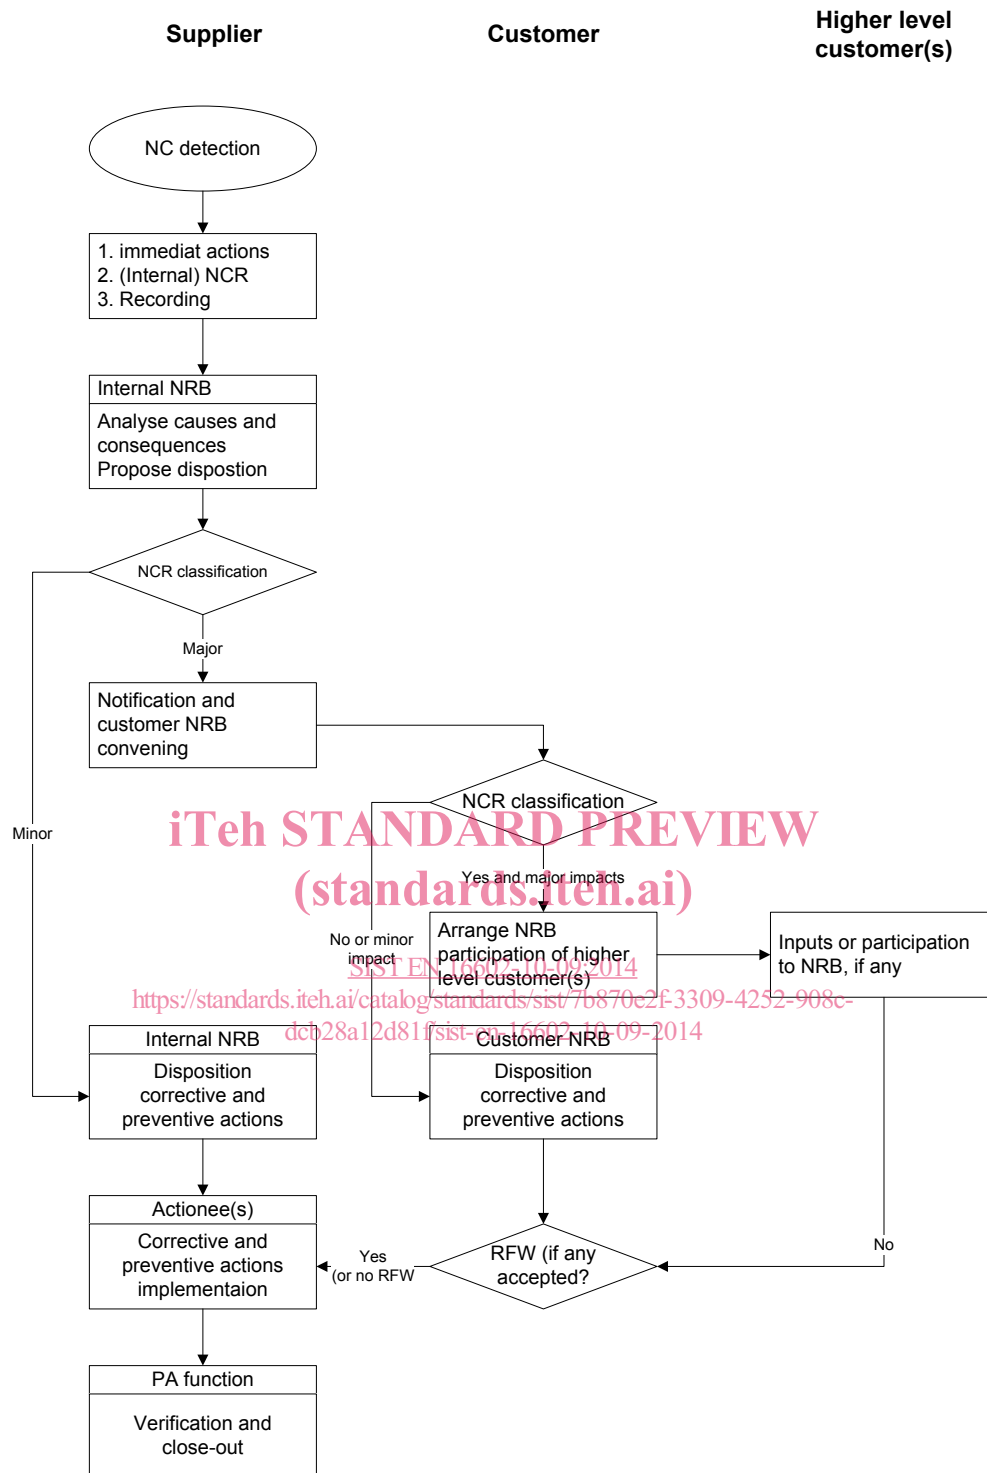 Supplier
Customer
Higher level
customer(s)
NC detection
1. immediat actions
2. (Internal) NCR
3. Recording
Internal NRB
Analyse causes and
consequences
Propose dispostion
NCR classification
Major
Notification and
customer NRB
convening
NCR classification
Minor
iTeh STANDARD PREVIEW
(standards.iteh.ai)
Yes and major impacts
No or minor
impact
Arrange NRB
participation of higher
level customer(s)
Inputs or participation
to NRB, if any
SIST EN 16602-10-09:2014
https://standards.iteh.ai/catalog/standards/sist/7b870e2f-3309-4252-908c-
dcb28a12d81f/sist-en-16602-10-09-2014
Internal NRB
Disposition
corrective and
preventive actions
Customer NRB
Disposition
corrective and
preventive actions
Actionee(s)
Corrective and
preventive actions
implementaion
Yes
(or no RFW
RFW (if any
accepted?
No
PA function
Verification and
close-out